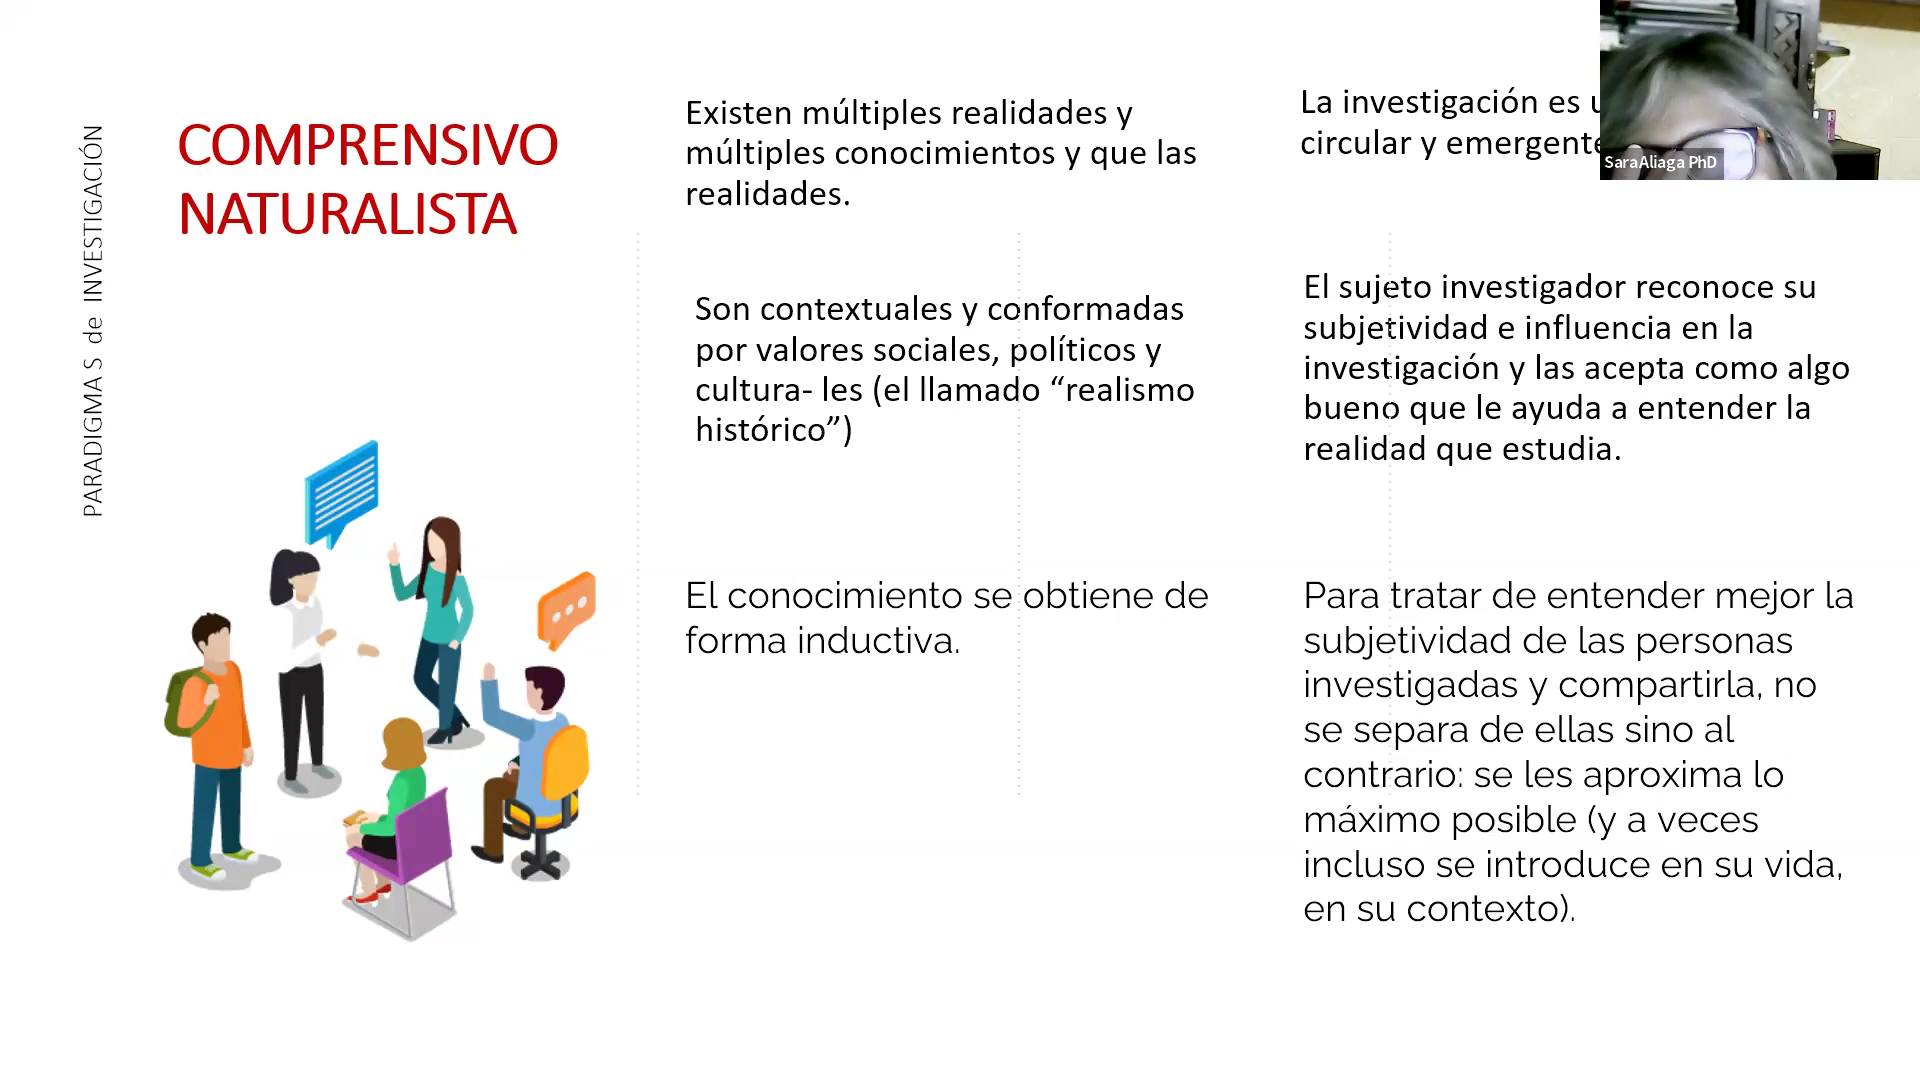 PARADIGMAS de INVESTIGACIÓN
COMPRENSIVO
NATURALISTA
Existen múltiples realidades y
múltiples conocimientos y que las
realidades.
Son contextuales y conformadas
por valores sociales, políticos y
cultura- les (el llamado “realismo
histórico”)
El conocimiento se obtiene de
forma inductiva.
La investigación es
circular y emergente
El sujeto investigador reconoce su
subjetividad e influencia en la
investigación y las acepta como algo
bueno que le ayuda a entender la
realidad que estudia.
Para tratar de entender mejor la
subjetividad de las personas
investigadas y compartirla, no
se separa de ellas sino al
contrario: se les aproxima lo
máximo posible (y a veces
incluso se introduce en su vida,
en su contexto).
Sara Aliaga PhD